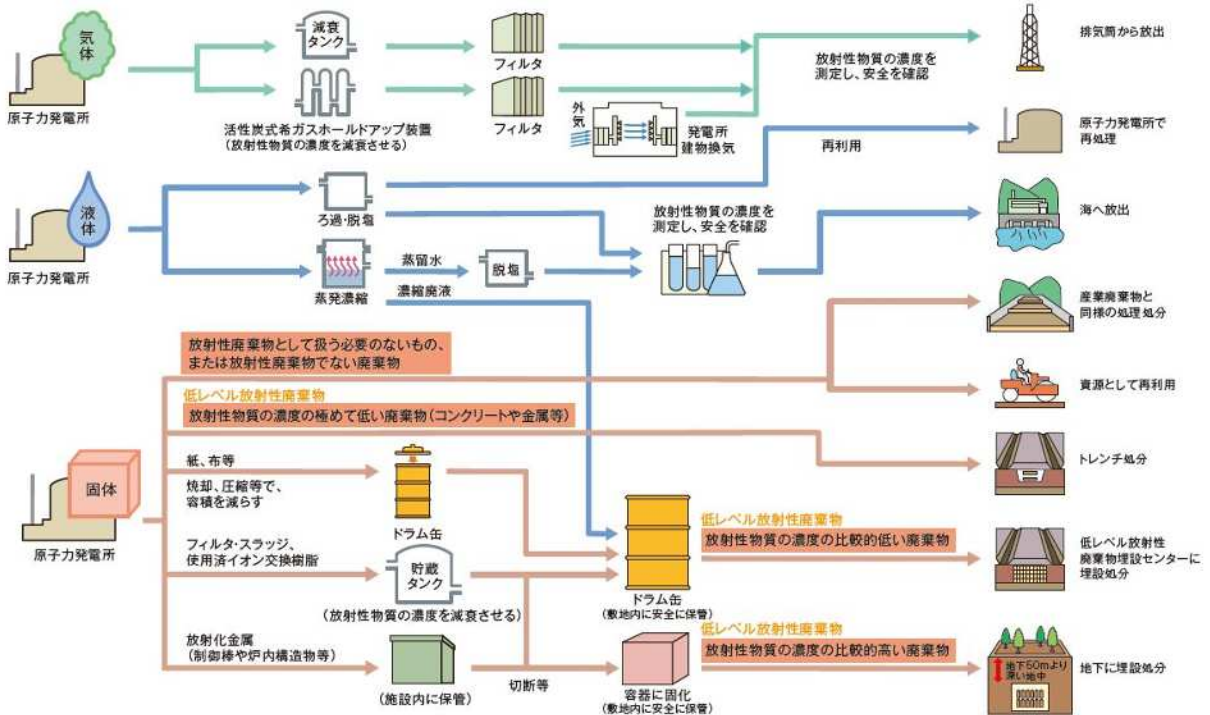 気体
原子力発電所
減衰
タンク
フィルタ
活性炭式希ガスホールドアップ装置
(放射性物質の濃度を減衰させる)
フィルタ
外気
発電所
建物換気
放射性物質の濃度を
測定し、安全を確認
排気筒から放出
液体
原子力発電所
ろ過・脱塩
再利用
原子力発電所で
再処理
蒸発濃縮
蒸留水
濃縮廃液
脱塩
放射性物質の濃度を
測定し、安全を確認
海へ放出
固体
原子力発電所
放射性廃棄物として扱う必要のないもの、
または放射性廃棄物でない廃棄物
産業廃棄物と
同様の処理処分
資源として再利用
低レベル放射性廃棄物
放射性物質の濃度の極めて低い廃棄物(コンクリートや金属等)
トレンチ処分
紙、布等
焼却、圧縮等で、
容積を減らす
ドラム缶
フィルタ・スラッジ、
使用済イオン交換樹脂
貯蔵
タンク
(放射性物質の濃度を減衰させる)
ドラム缶
(敷地内に安全に保管)
低レベル放射性廃棄物
放射性物質の濃度の比較的低い廃棄物
低レベル放射性
廃棄物埋設センターに
埋設処分
放射化金属
(制御棒や炉内構造物等)
(施設内に保管)
切断等
容器に固化
(敷地内に安全に保管)
低レベル放射性廃棄物
放射性物質の濃度の比較的高い廃棄物
地下50mより
深い地中
地下に埋設処分